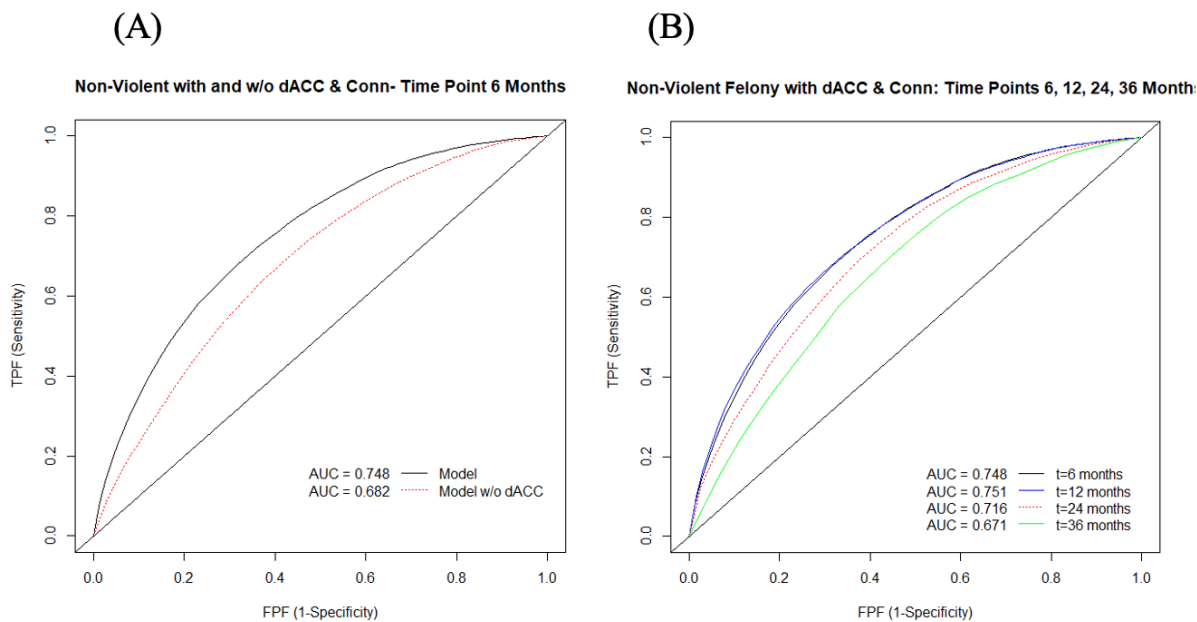 (A)
Non-Violent with and w/o dACC & Conn- Time Point 6 Months
TPF (Sensitivity)
1.0
0.8
0.6
0.4
0.2
0.0
AUC = 0.748 Model
AUC = 0.682 Model w/o dACC
0.0 0.2 0.4 0.6 0.8 1.0
FPF (1-Specificity)
(B)
Non-Violent Felony with dACC & Conn: Time Points 6, 12, 24, 36 Months
TPF (Sensitivity)
1.0
0.8
0.6
0.4
0.2
0.0
AUC = 0.748 t=6 months
AUC = 0.751 t=12 months
AUC = 0.716 t=24 months
AUC = 0.671 t=36 months
0.0 0.2 0.4 0.6 0.8 1.0
FPF (1-Specificity)